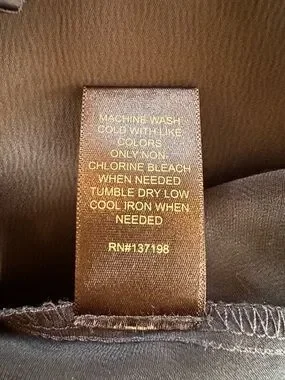 MACHINE WASH
COLD WITH LIKE
COLORS
ONLY NON-
CHLORINE BLEACH
WHEN NEEDED
TUMBLE DRY LOW
COOL IRON WHEN
NEEDED
RN#137198